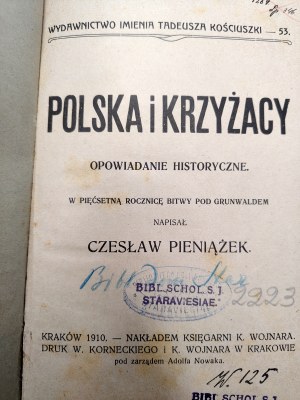 WYDAWNICTWO IMIENIA TADEUSZA KOŚCIUSZKI — 53.
POLSKA i KRZYŻACY
OPOWIADANIE HISTORYCZNE.
W PIĘĆSETNĄ ROCZNICĘ BITWY POD GRUNWALDEM
NAPISAŁ
CZESŁAW PIENIĄŻEK.
BIBL. SCHOL. S. J.
STARAVIESIAE.
2223
KRAKÓW 1910. — NAKŁADEM KSIĘGARNI K. WOJNARA.
DRUK W. KORNECKIEGO i K. WOJNARA W KRAKOWIE
pod zarządem Adolfa Nowaka.
W. 125
BIBL. SCHOL. S. J.